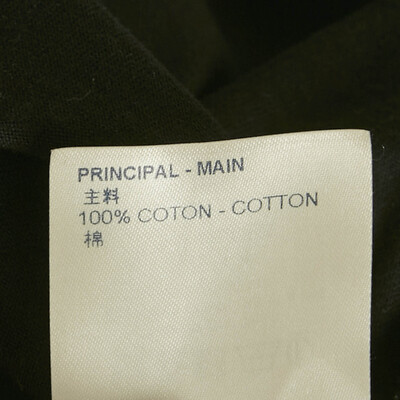 PRINCIPAL - MAIN
主料
100% COTON - COTTON
棉